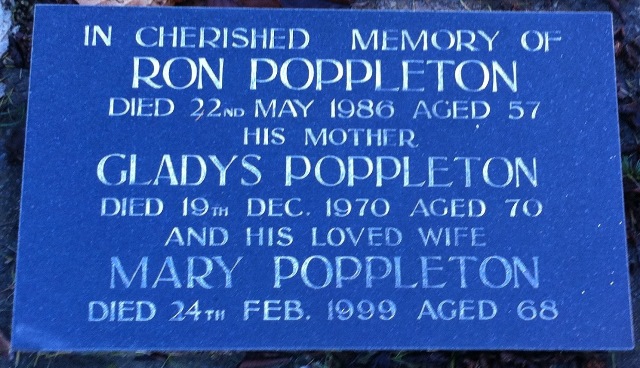 IN CHERISHED MEMORY OF
RON POPPLETON
DIED 22ND MAY 1986 AGED 57
HIS MOTHER
GLADYS POPPLETON
DIED 19TH DEC. 1970 AGED 70
AND HIS LOVED WIFE
MARY POPPLETON
DIED 24TH FEB. 1999 AGED 68